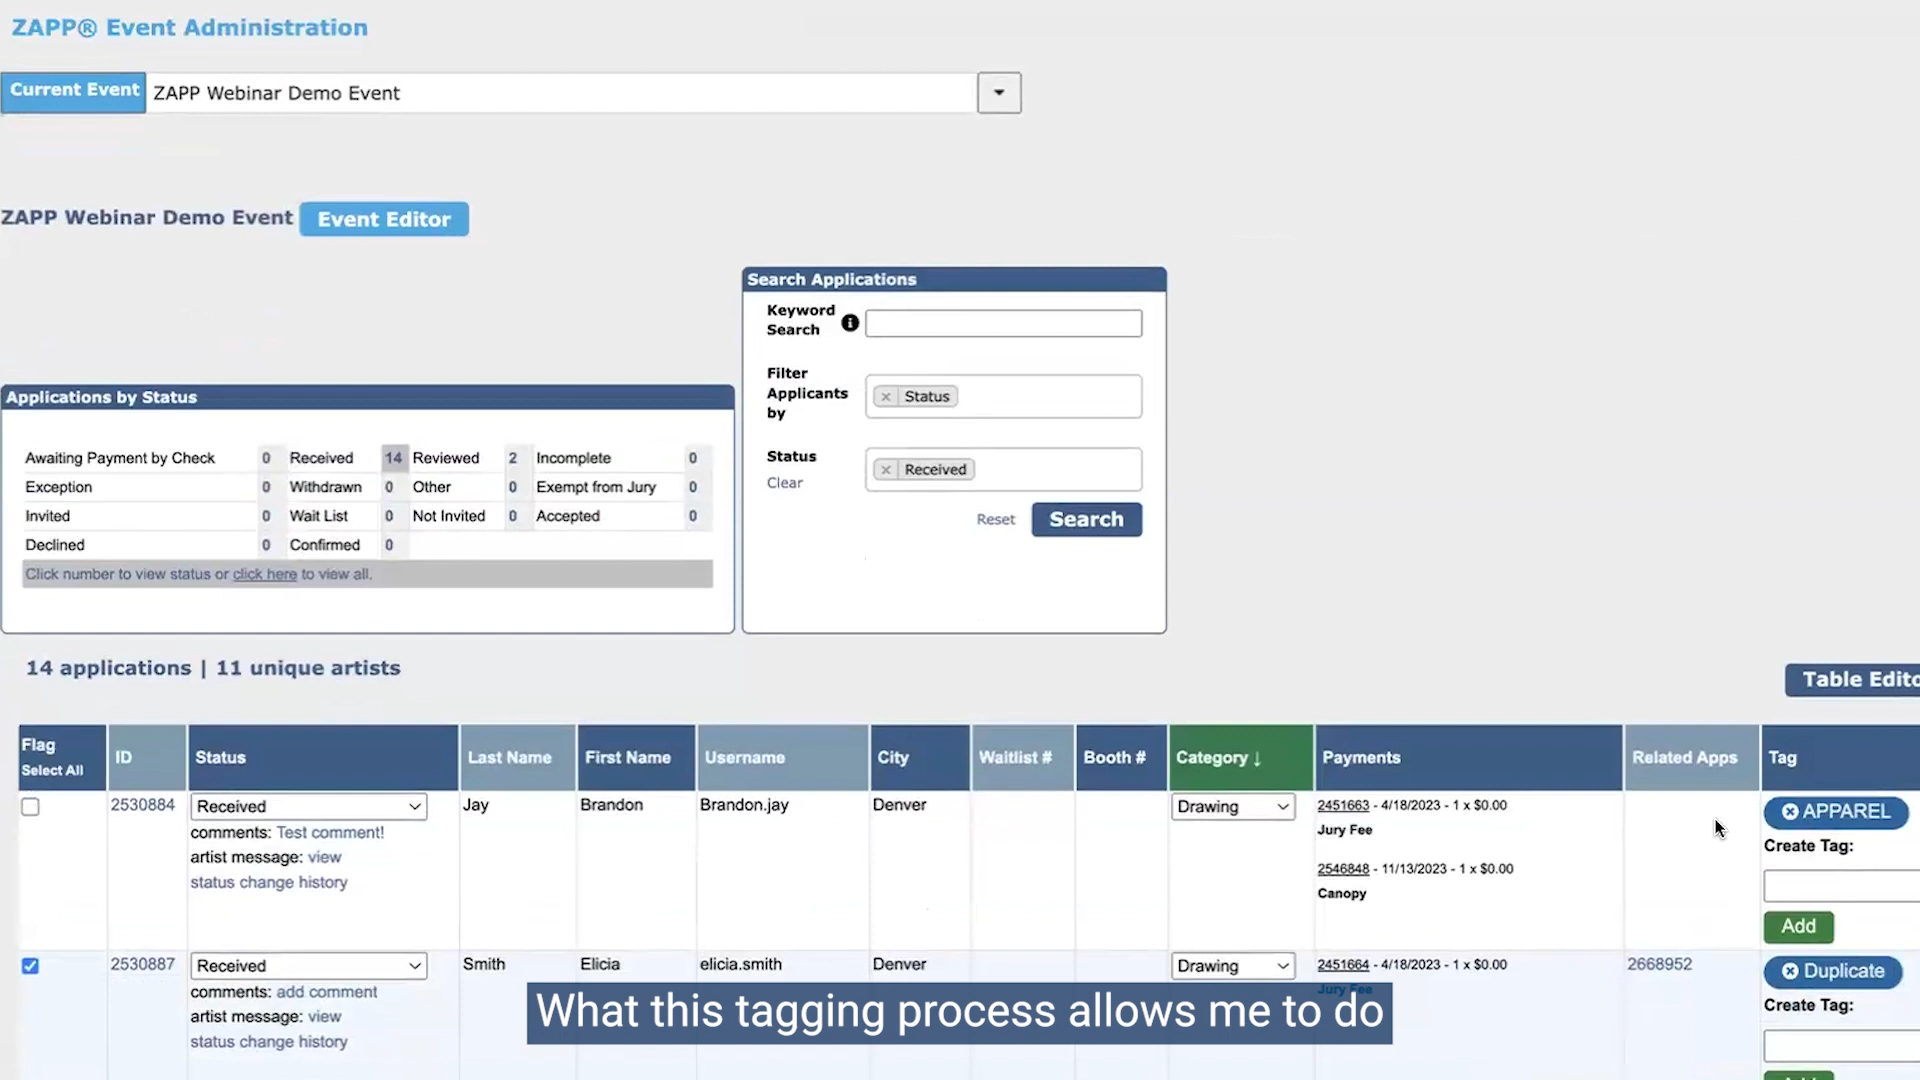 ZAPP® Event Administration
Current Event ZAPP Webinar Demo Event
ZAPP Webinar Demo Event Event Editor
Search Applications
Keyword
Search
Filter
Applicants
by
× Status
Status
Clear
× Received
Reset Search
Applications by Status
Awaiting Payment by Check 0 Received 14 Reviewed 2 Incomplete 0
Exception 0 Withdrawn 0 Other 0 Exempt from Jury 0
Invited 0 Wait List 0 Not Invited 0 Accepted 0
Declined 0 Confirmed 0
Click number to view status or click here to view all.
14 applications | 11 unique artists
Table Edito
Flag
Select All
ID Status Last Name First Name Username City Waitlist # Booth # Category ↓ Payments Related Apps Tag
2530884 Received Jay Brandon Brandon.jay Denver Drawing 2451663 - 4/18/2023 - 1 x $0.00
Jury Fee
2546848 - 11/13/2023 - 1 x $0.00
Canopy
APPAREL
Create Tag:
Add
comments: Test comment!
artist message: view
status change history
2530887 Received Smith Elicia elicia.smith Denver Drawing 2451664 - 4/18/2023 - 1 x $0.00 2668952
Jury Fee
Duplicate
Create Tag:
comments: add comment
artist message: view
status change history
What this tagging process allows me to do